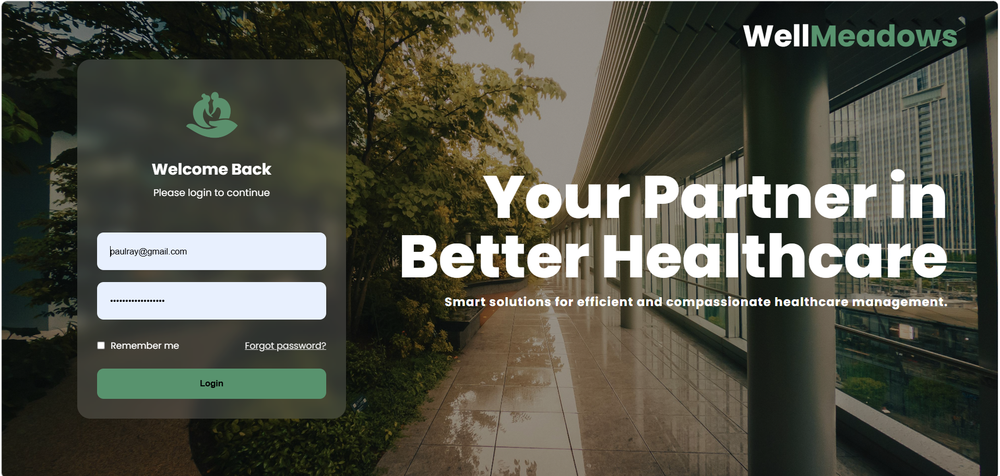 WellMeadows
Welcome Back
Please login to continue
paulray@gmail.com
••••••••••••••••••
Remember me
Forgot password?
Login
Your Partner in
Better Healthcare
Smart solutions for efficient and compassionate healthcare management.